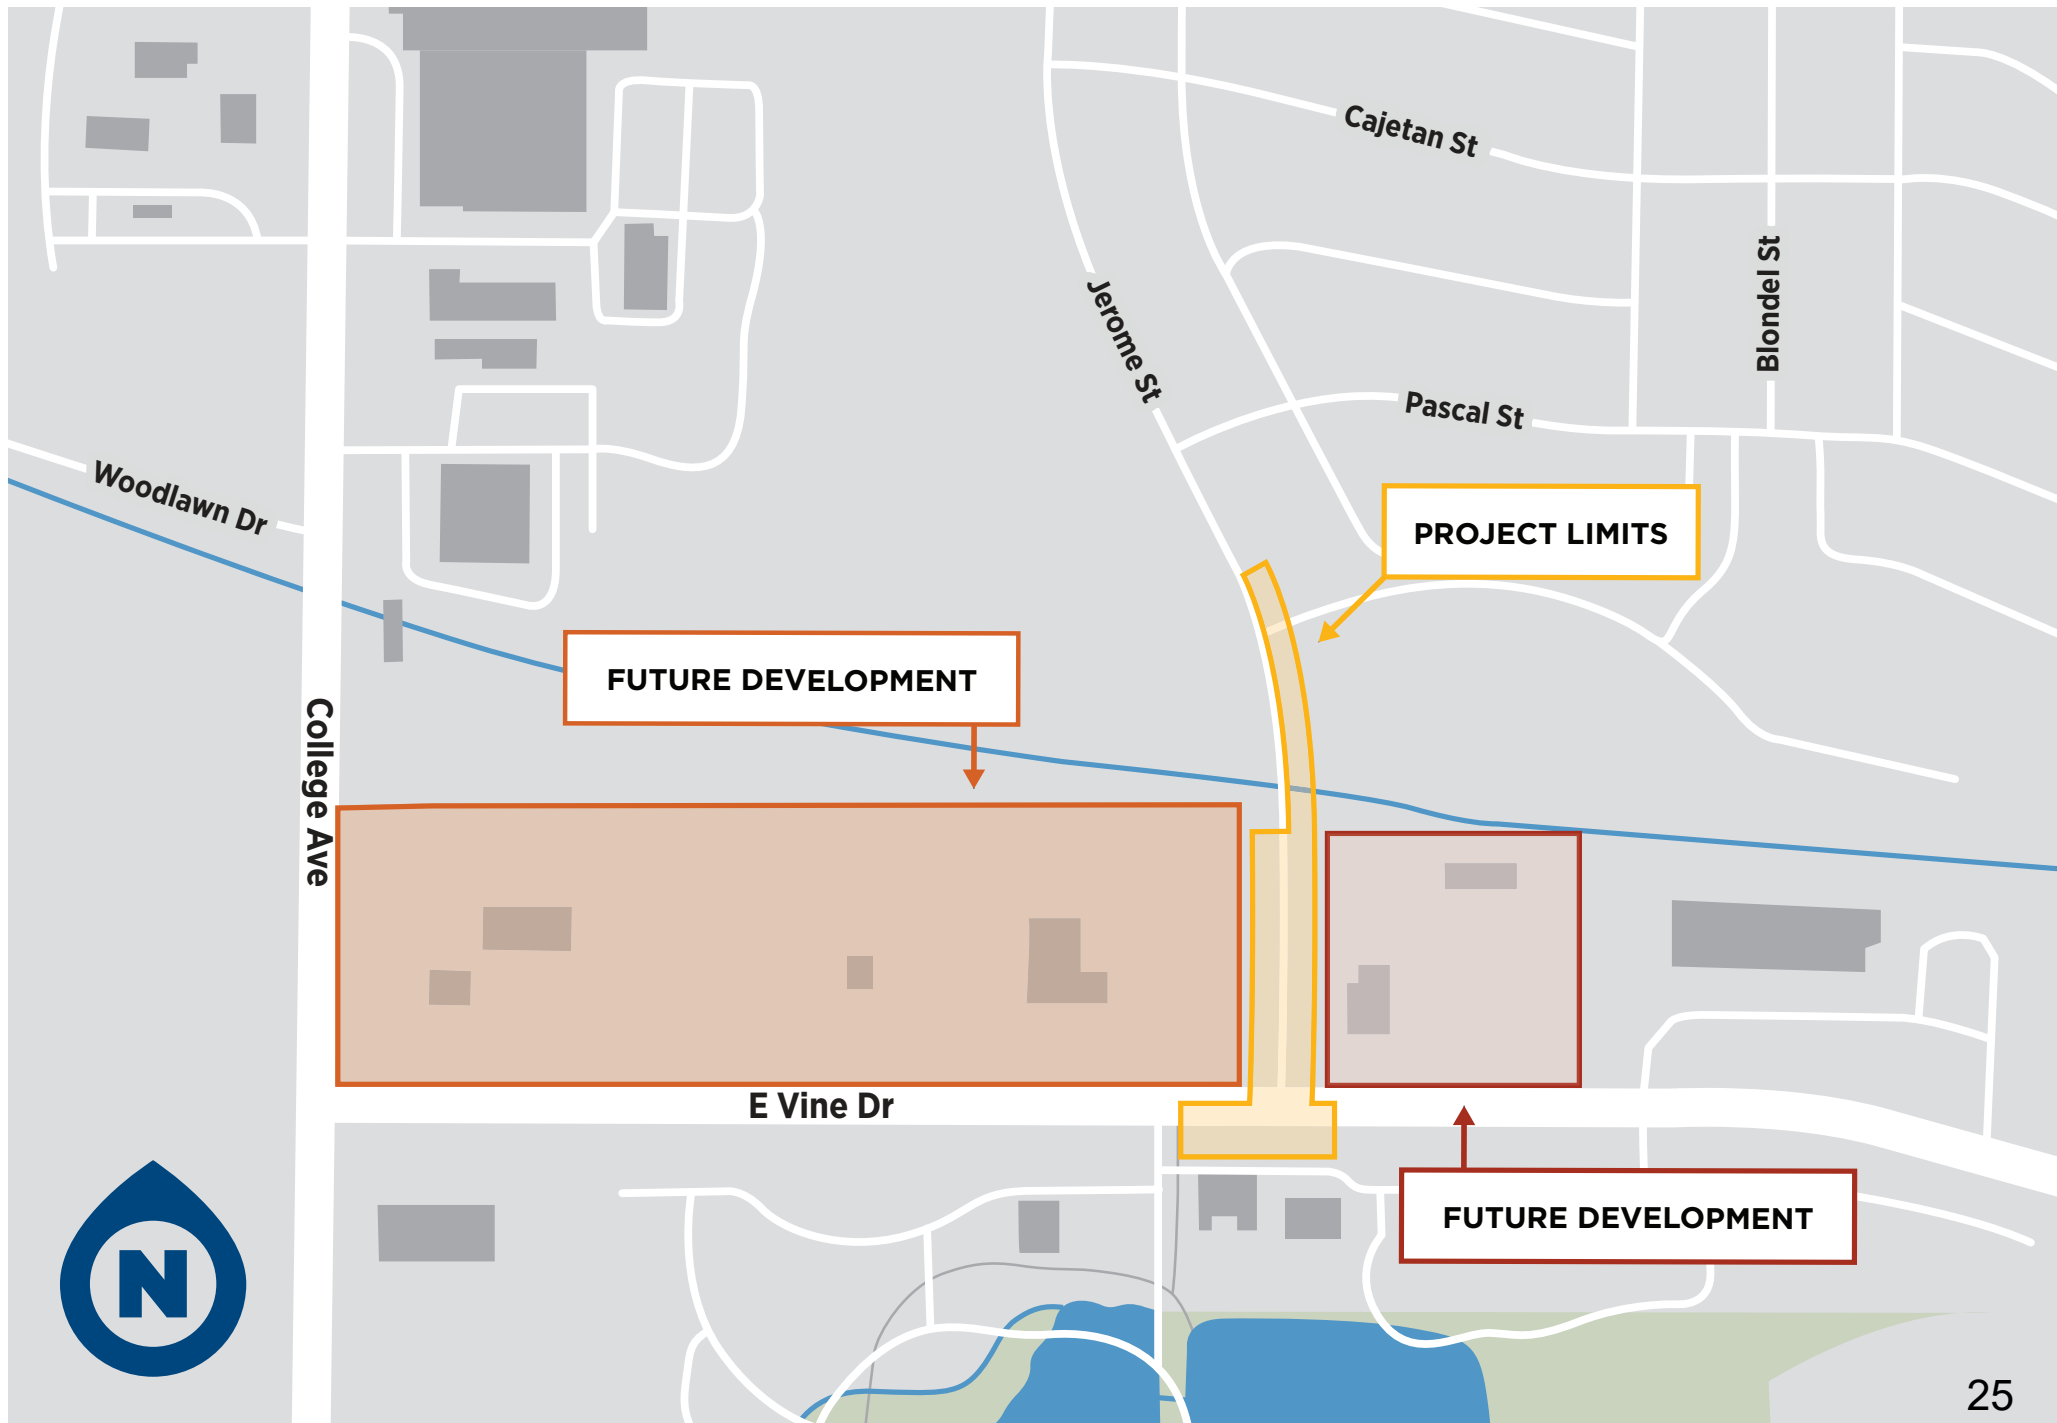 Cajetan St
Blondel St
Jerome St
Pascal St
Woodlawn Dr
PROJECT LIMITS
FUTURE DEVELOPMENT
College Ave
E Vine Dr
FUTURE DEVELOPMENT
N
25